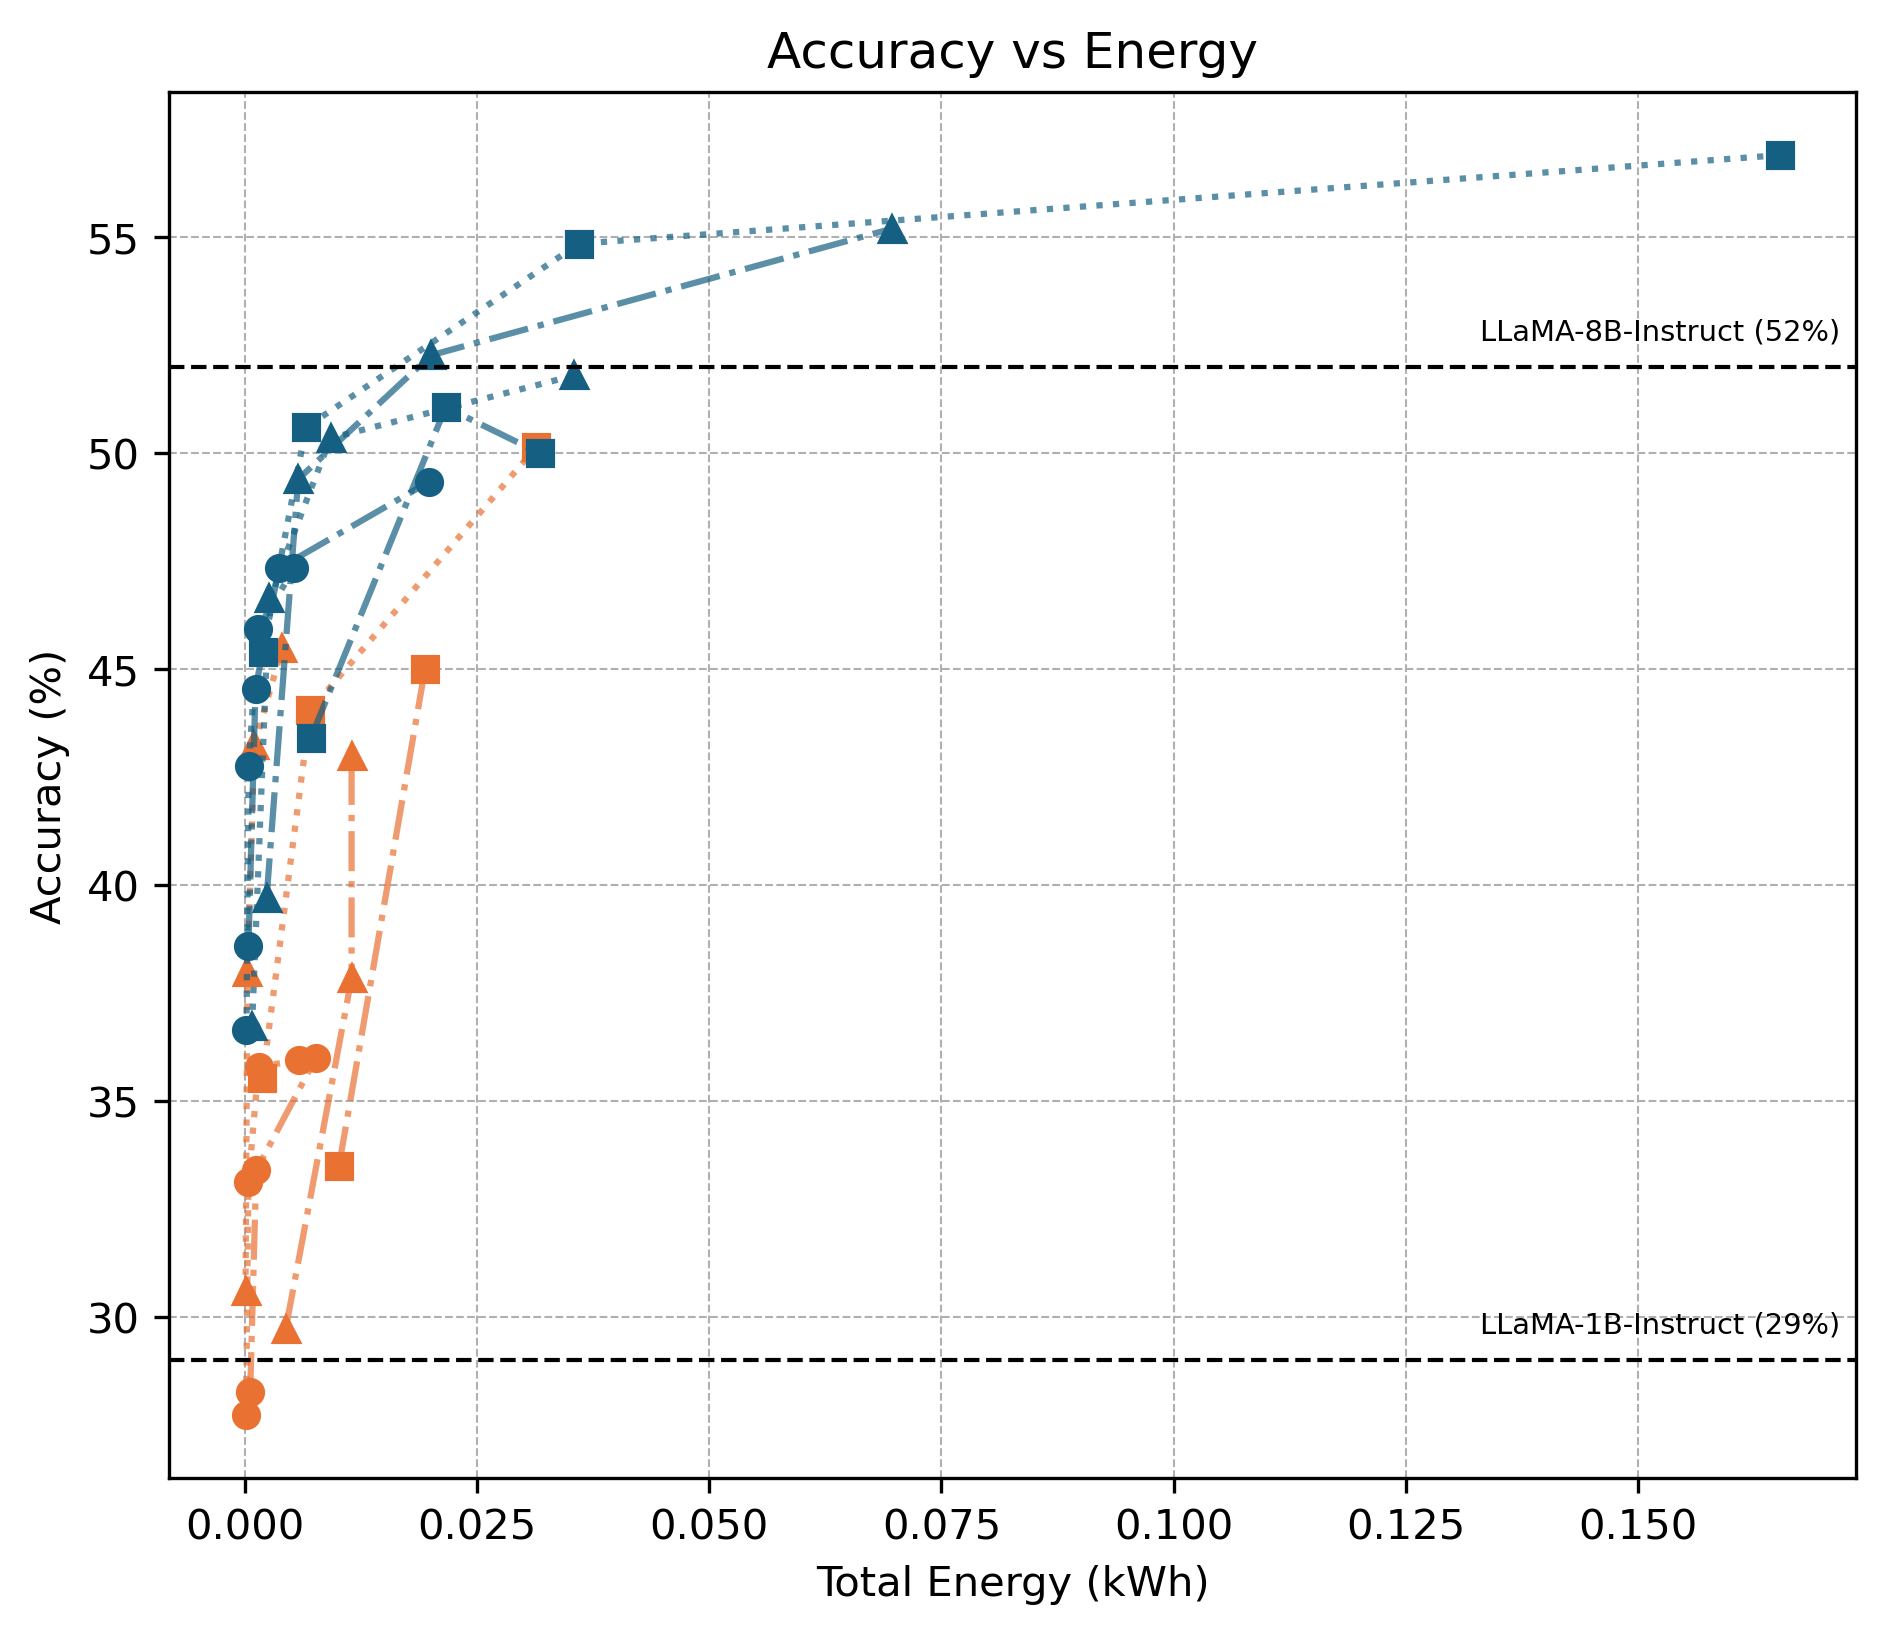 Accuracy vs Energy
Accuracy (%)
55
50
45
40
35
30
LLaMA-8B-Instruct (52%)
LLaMA-1B-Instruct (29%)
0.000 0.025 0.050 0.075 0.100 0.125 0.150
Total Energy (kWh)